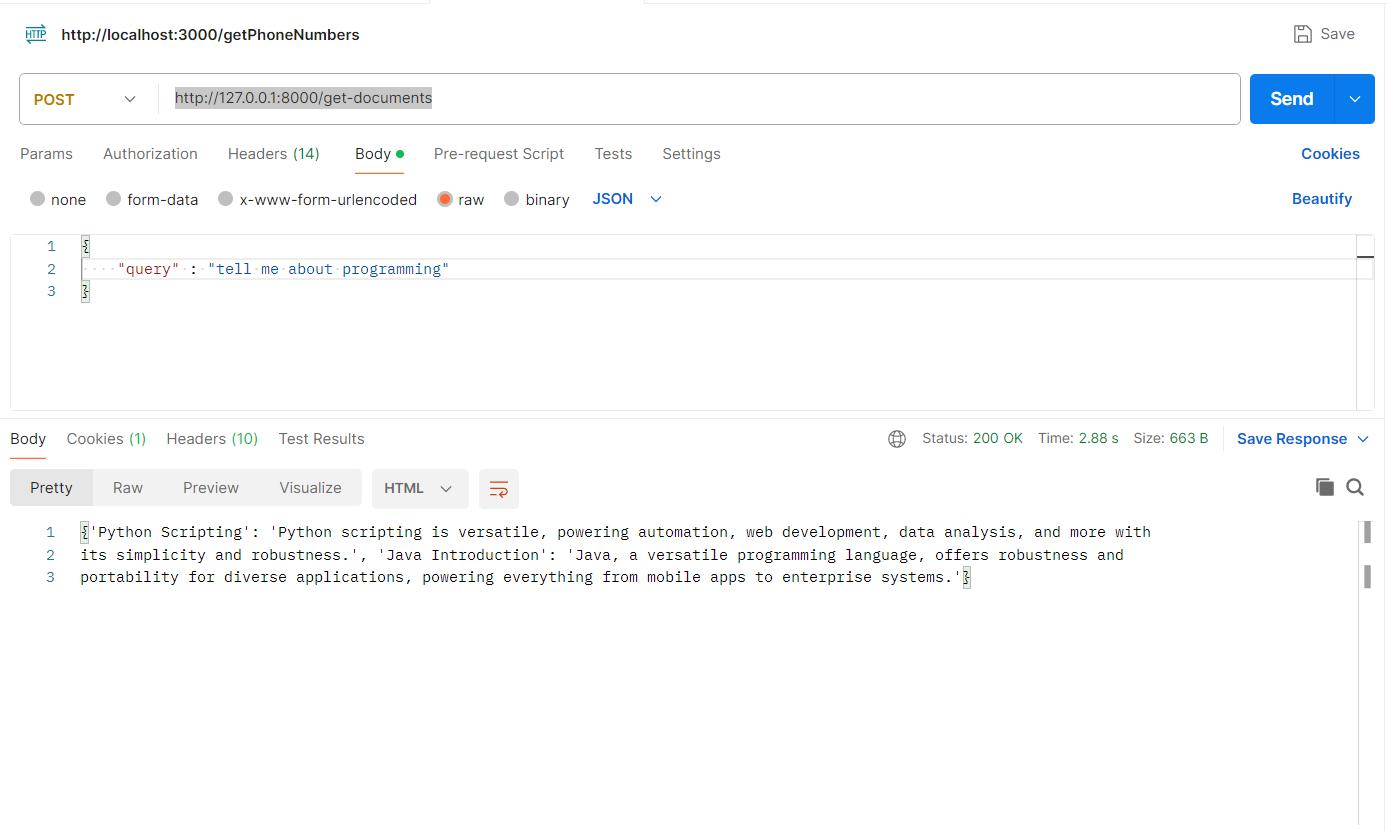 HTTP http://localhost:3000/getPhoneNumbers Save
POST http://127.0.0.1:8000/get-documents Send
Params Authorization Headers (14) Body Pre-request Script Tests Settings Cookies
none form-data x-www-form-urlencoded raw binary JSON Beautify
1 {
2 ····"query"·:·"tell·me·about·programming"
3 }
Body Cookies (1) Headers (10) Test Results Status: 200 OK Time: 2.88 s Size: 663 B Save Response
Pretty Raw Preview Visualize HTML
1 {'Python Scripting': 'Python scripting is versatile, powering automation, web development, data analysis, and more with
2 its simplicity and robustness.', 'Java Introduction': 'Java, a versatile programming language, offers robustness and
3 portability for diverse applications, powering everything from mobile apps to enterprise systems.'}